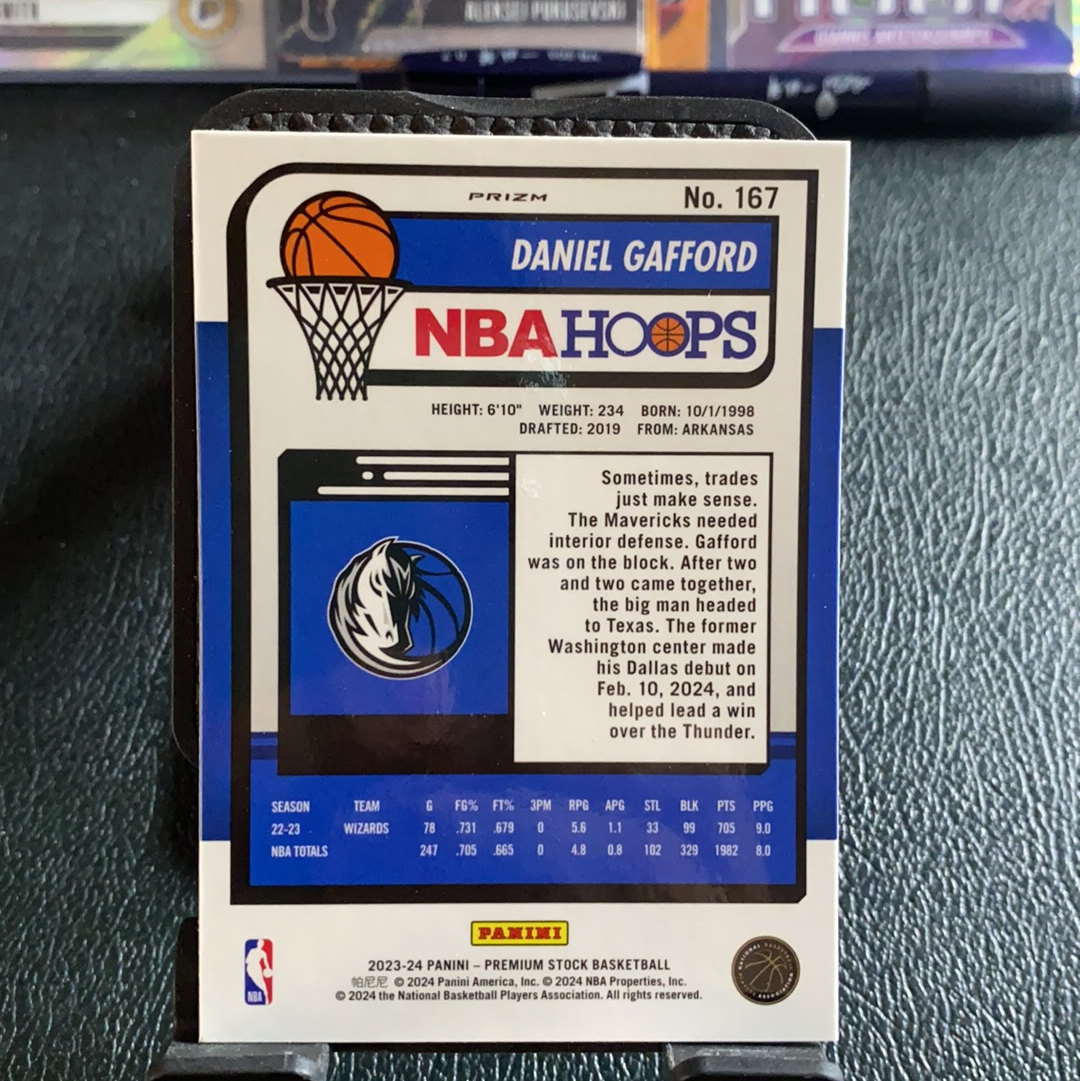 ALEKSEJ POKUSEVSKI
PRIZM
No. 167
DANIEL GAFFORD
NBA HOOPS
HEIGHT: 6'10" WEIGHT: 234 BORN: 10/1/1998
DRAFTED: 2019 FROM: ARKANSAS
Sometimes, trades
just make sense.
The Mavericks needed
interior defense. Gafford
was on the block. After two
and two came together,
the big man headed
to Texas. The former
Washington center made
his Dallas debut on
Feb. 10, 2024, and
helped lead a win
over the Thunder.
SEASON TEAM G FG% FT% 3PM RPG APG STL BLK PTS PPG
22-23 WIZARDS 78 .731 .679 0 5.6 1.1 33 99 705 9.0
NBA TOTALS 247 .705 .665 0 4.8 0.8 102 329 1982 8.0
PANINI
NBA
2023-24 PANINI – PREMIUM STOCK BASKETBALL
帕尼尼 © 2024 Panini America, Inc. © 2024 NBA Properties, Inc.
© 2024 the National Basketball Players Association. All rights reserved.
NATIONAL BASKETBALL PLAYERS ASSOCIATION